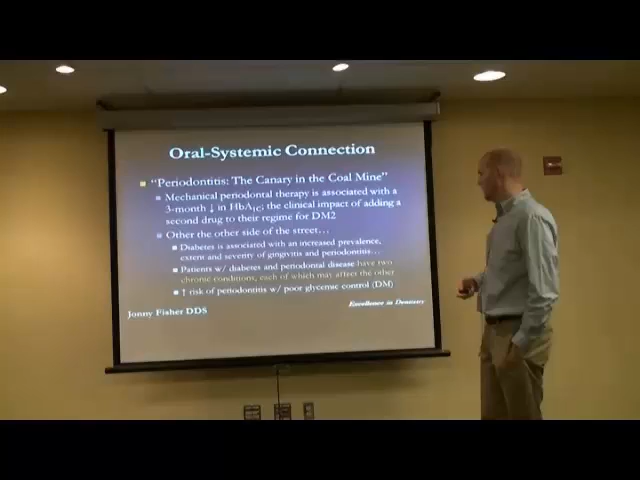 Oral-Systemic Connection
"Periodontitis: The Canary in the Coal Mine"
Mechanical periodontal therapy is associated with a
3-month ↓ in HbA1c; the clinical impact of adding a
second drug to their regime for DM2
Other the other side of the street…
Diabetes is associated with an increased prevalence,
extent and severity of gingivitis and periodontitis…
Patients w/ diabetes and periodontal disease have two
chronic conditions, each of which may affect the other
↑ risk of periodontitis w/ poor glycemic control (DM)
Excellence in Dentistry
Jonny Fisher DDS